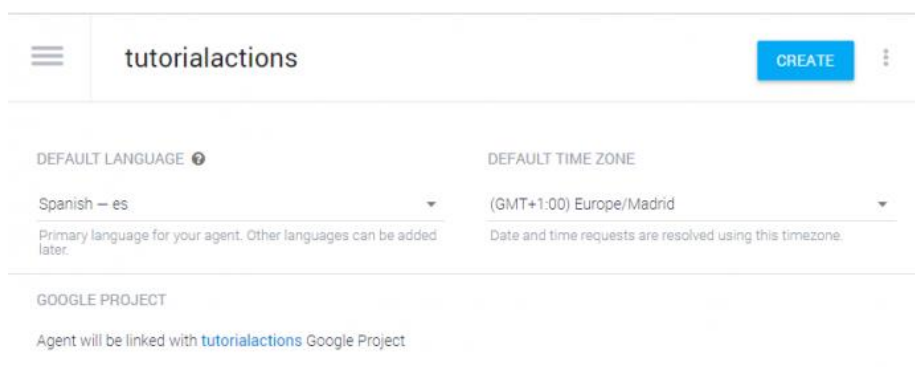 tutorialactions
CREATE
DEFAULT LANGUAGE
DEFAULT TIME ZONE
Spanish — es
(GMT+1:00) Europe/Madrid
Primary language for your agent. Other languages can be added
later.
Date and time requests are resolved using this timezone.
GOOGLE PROJECT
Agent will be linked with tutorialactions Google Project